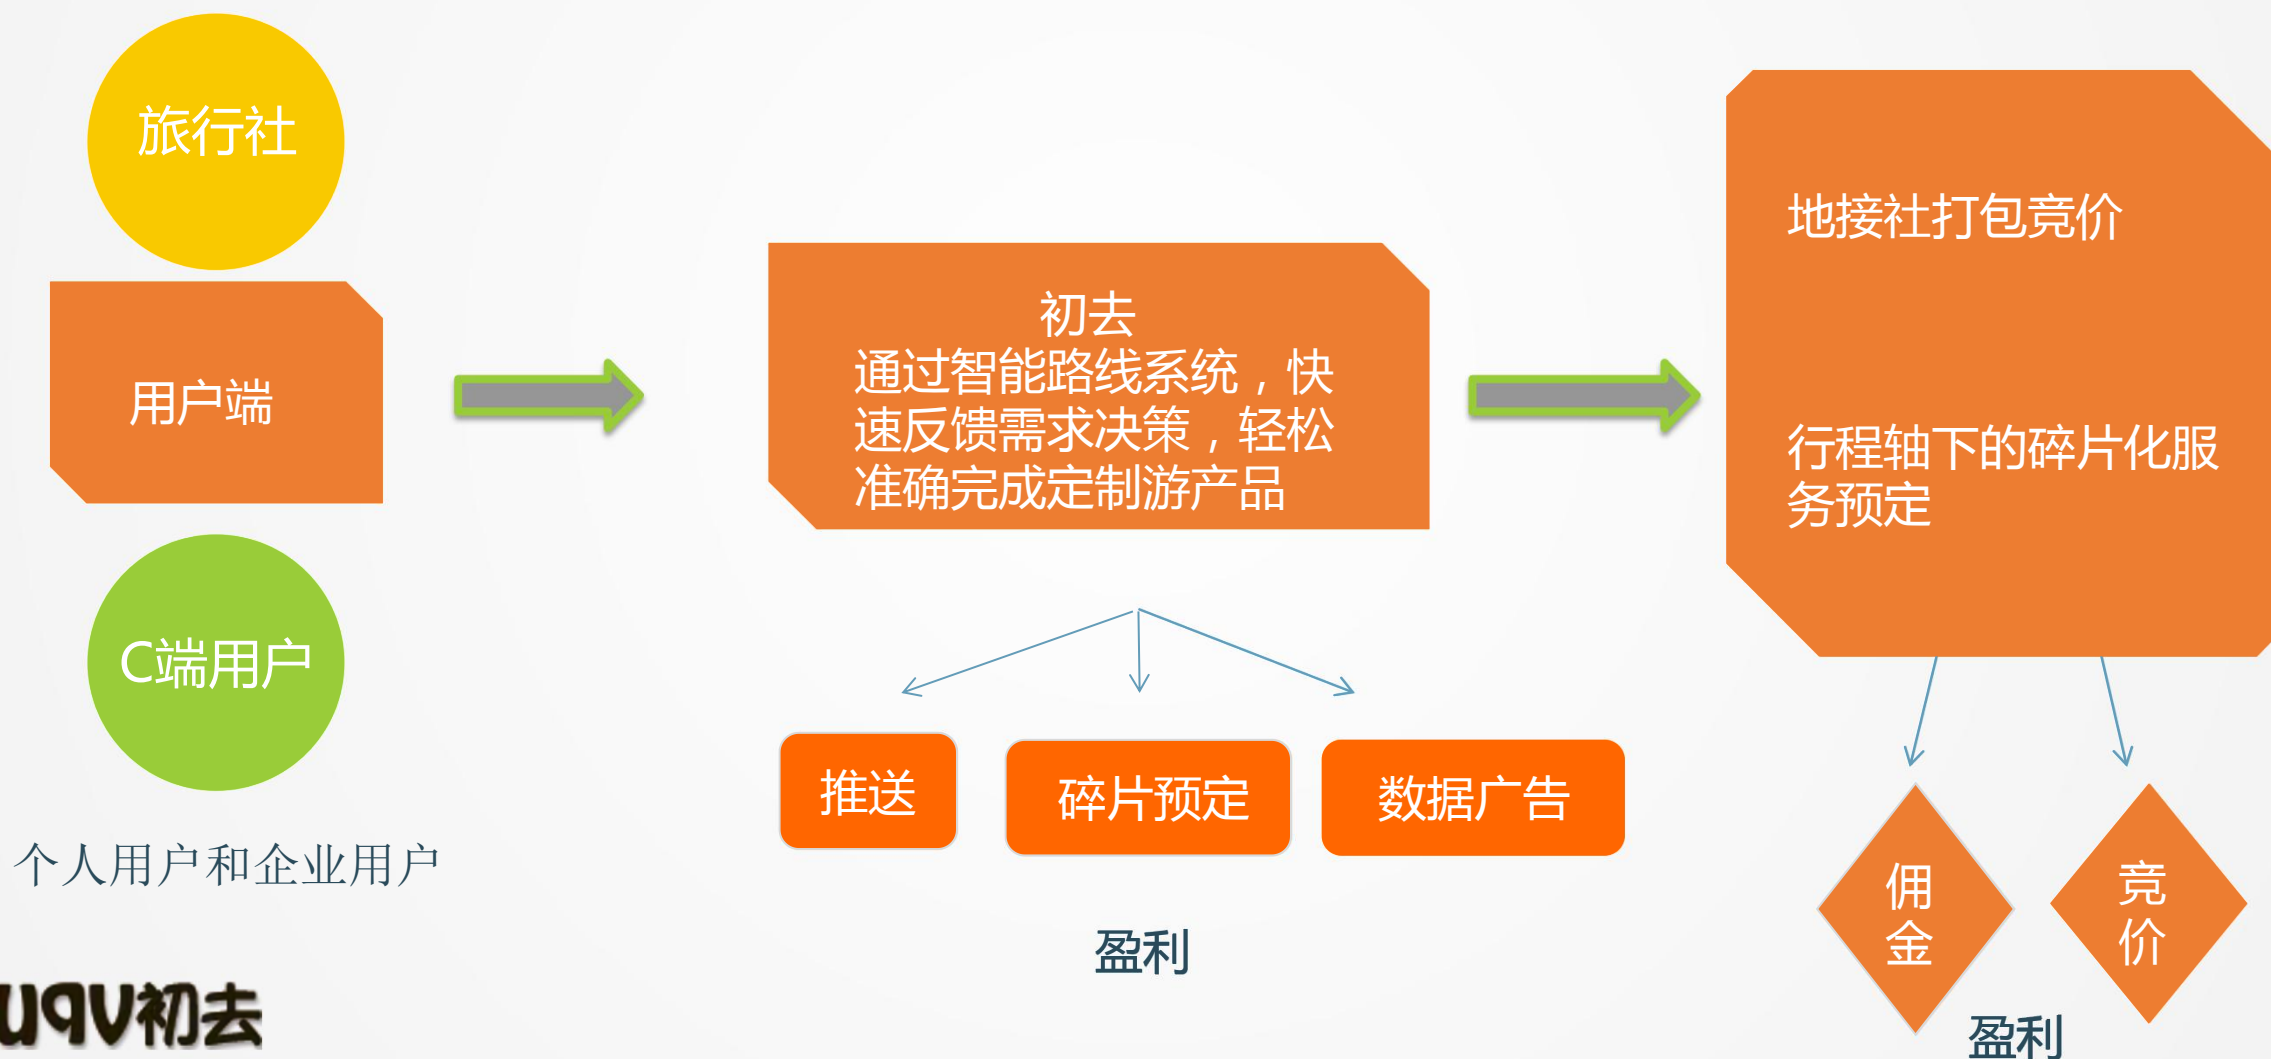 旅行社
用户端
C端用户
个人用户和企业用户
初去
通过智能路线系统，快
速反馈需求决策，轻松
准确完成定制游产品
推送
碎片预定
数据广告
盈利
地接社打包竞价
行程轴下的碎片化服
务预定
佣
金
竞
价
盈利
uqv初去